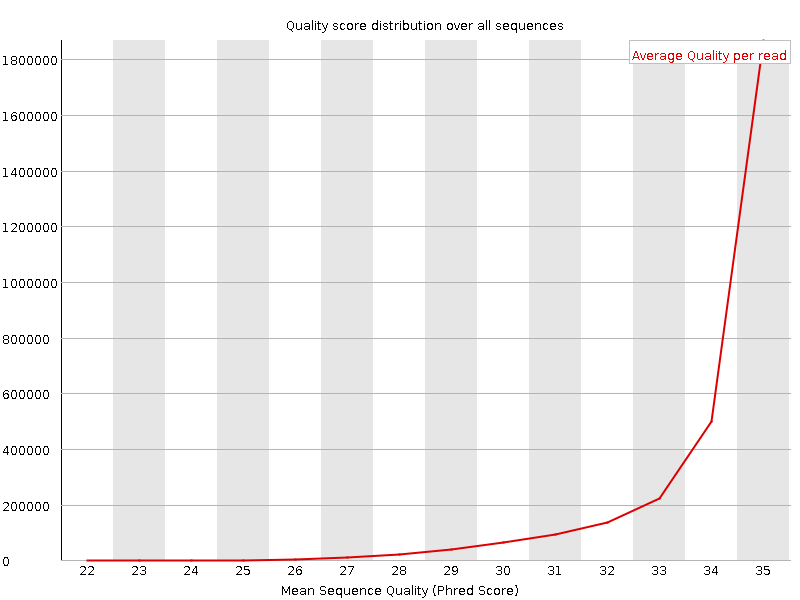 Quality score distribution over all sequences
Average Quality per read
1800000
1600000
1400000
1200000
1000000
800000
600000
400000
200000
0
22 23 24 25 26 27 28 29 30 31 32 33 34 35
Mean Sequence Quality (Phred Score)